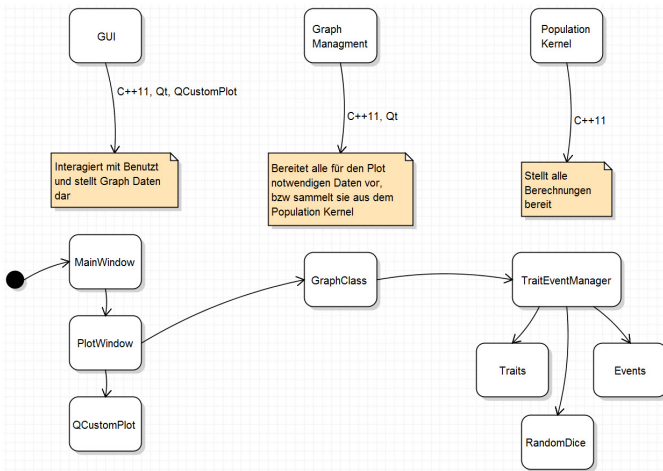 GUI
Graph
Managment
Population
Kernel
C++11, Qt, QCustomPlot
C++11, Qt
C++11
Interagiert mit Benutzt
und stellt Graph Daten
dar
Bereitet alle für den Plot
notwendigen Daten vor,
bzw sammelt sie aus dem
Population Kernel
Stellt alle
Berechnungen
bereit
MainWindow
GraphClass
TraitEventManager
PlotWindow
Traits
Events
QCustomPlot
RandomDice